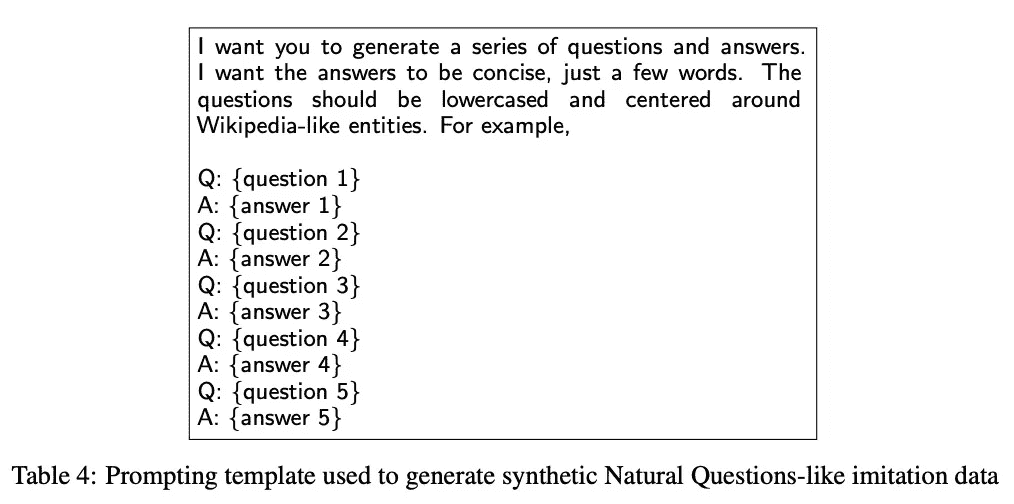 I want you to generate a series of questions and answers.
I want the answers to be concise, just a few words. The
questions should be lowercased and centered around
Wikipedia-like entities. For example,
Q: {question 1}
A: {answer 1}
Q: {question 2}
A: {answer 2}
Q: {question 3}
A: {answer 3}
Q: {question 4}
A: {answer 4}
Q: {question 5}
A: {answer 5}
Table 4: Prompting template used to generate synthetic Natural Questions-like imitation data